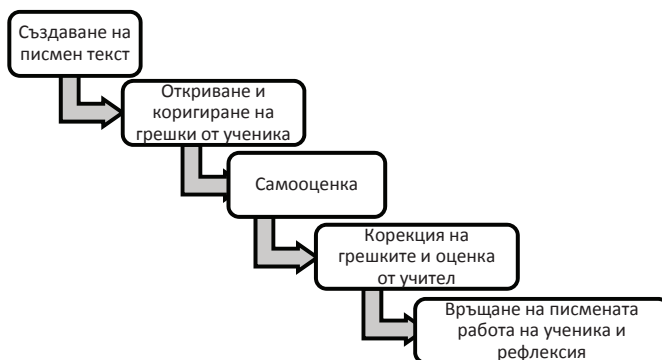 Създаване на
писмен текст
Откриване и
коригиране на
грешки от ученика
Самооценка
Корекция на
грешките и оценка
от учител
Връщане на писмената
работа на ученика и
рефлексия